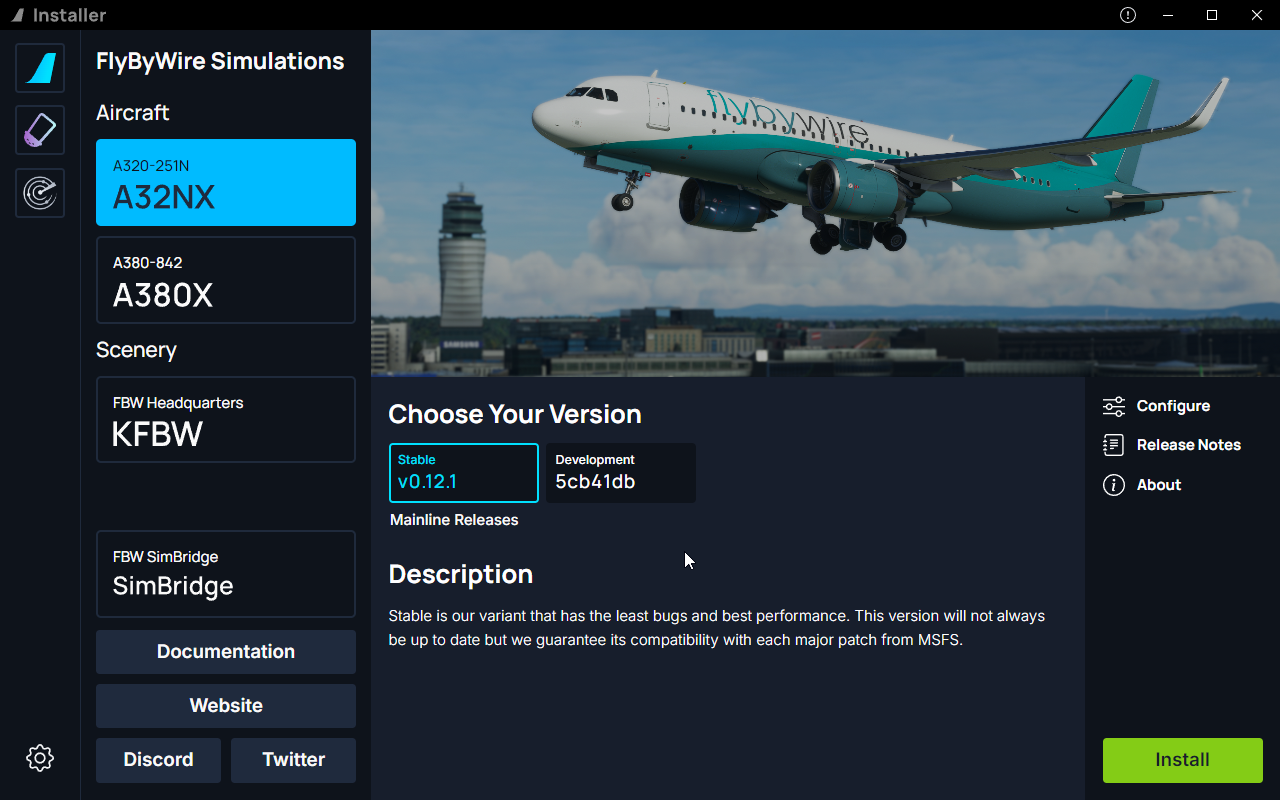 Installer
FlyByWire Simulations
Aircraft
A320-251N
A32NX
A380-842
A380X
Scenery
FBW Headquarters
KFBW
FBW SimBridge
SimBridge
Documentation
Website
Discord
Twitter
flybywire
SAMSUNG
Choose Your Version
Stable
v0.12.1
Development
5cb41db
Mainline Releases
Description
Stable is our variant that has the least bugs and best performance. This version will not always
be up to date but we guarantee its compatibility with each major patch from MSFS.
Configure
Release Notes
About
Install